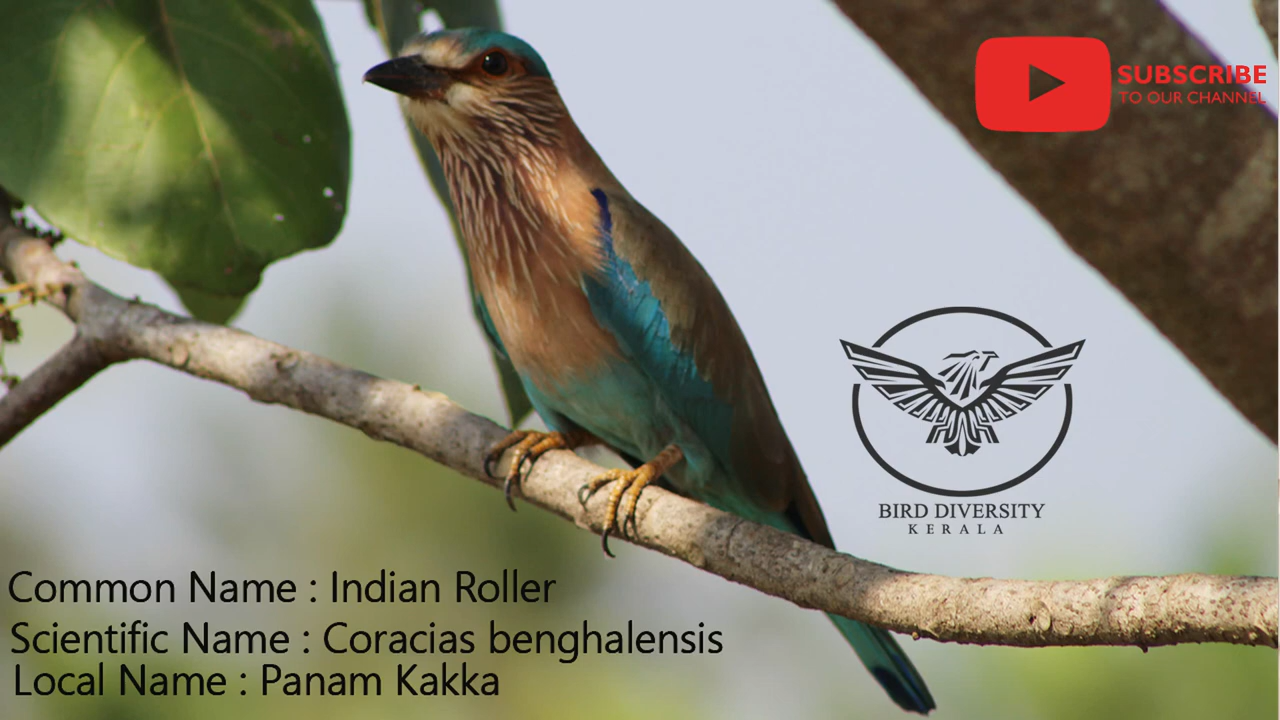 SUBSCRIBE
TO OUR CHANNEL
BIRD DIVERSITY
KERALA
Common Name : Indian Roller
Scientific Name : Coracias benghalensis
Local Name : Panam Kakka